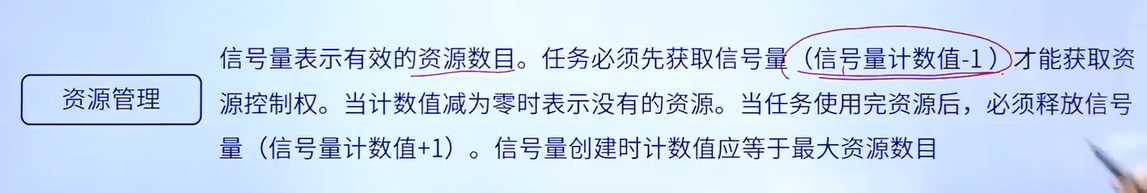 信号量表示有效的资源数目。任务必须先获取信号量（信号量计数值-1）才能获取资
资源管理
源控制权。当计数值减为零时表示没有的资源。当任务使用完资源后，必须释放信号
量（信号量计数值+1）。信号量创建时计数值应等于最大资源数目